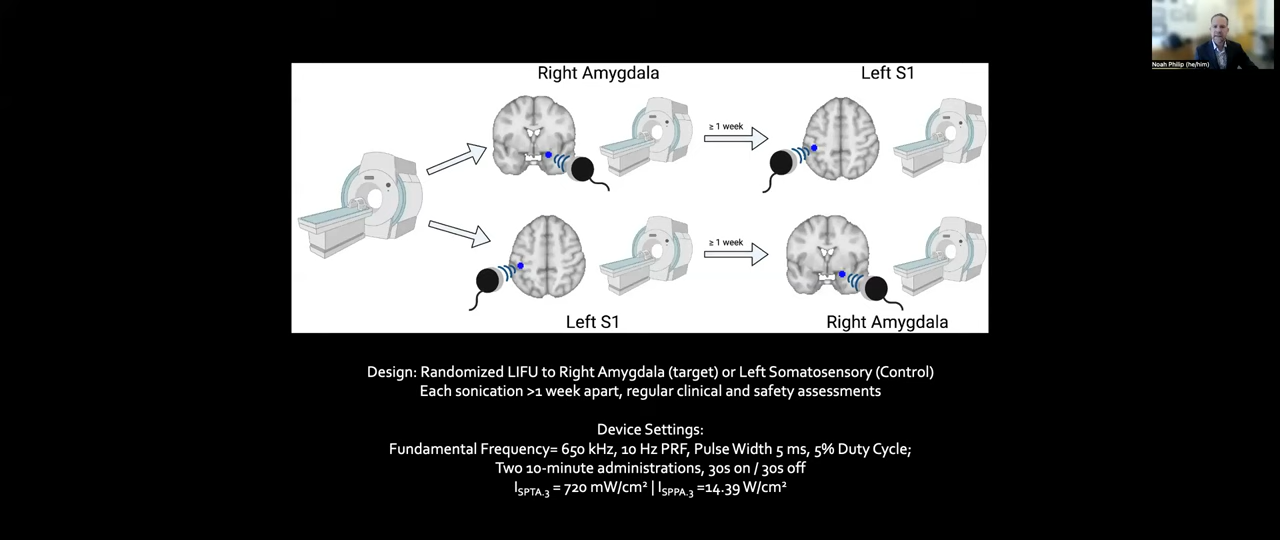 Noah Philip (he/him)
Right Amygdala
Left S1
≥ 1 week
≥ 1 week
Left S1
Right Amygdala
Design: Randomized LIFU to Right Amygdala (target) or Left Somatosensory (Control)
Each sonication >1 week apart, regular clinical and safety assessments
Device Settings:
Fundamental Frequency= 650 kHz, 10 Hz PRF, Pulse Width 5 ms, 5% Duty Cycle;
Two 10-minute administrations, 30s on / 30s off
I_SPTA.3 = 720 mW/cm² | I_SPPA.3 =14.39 W/cm²